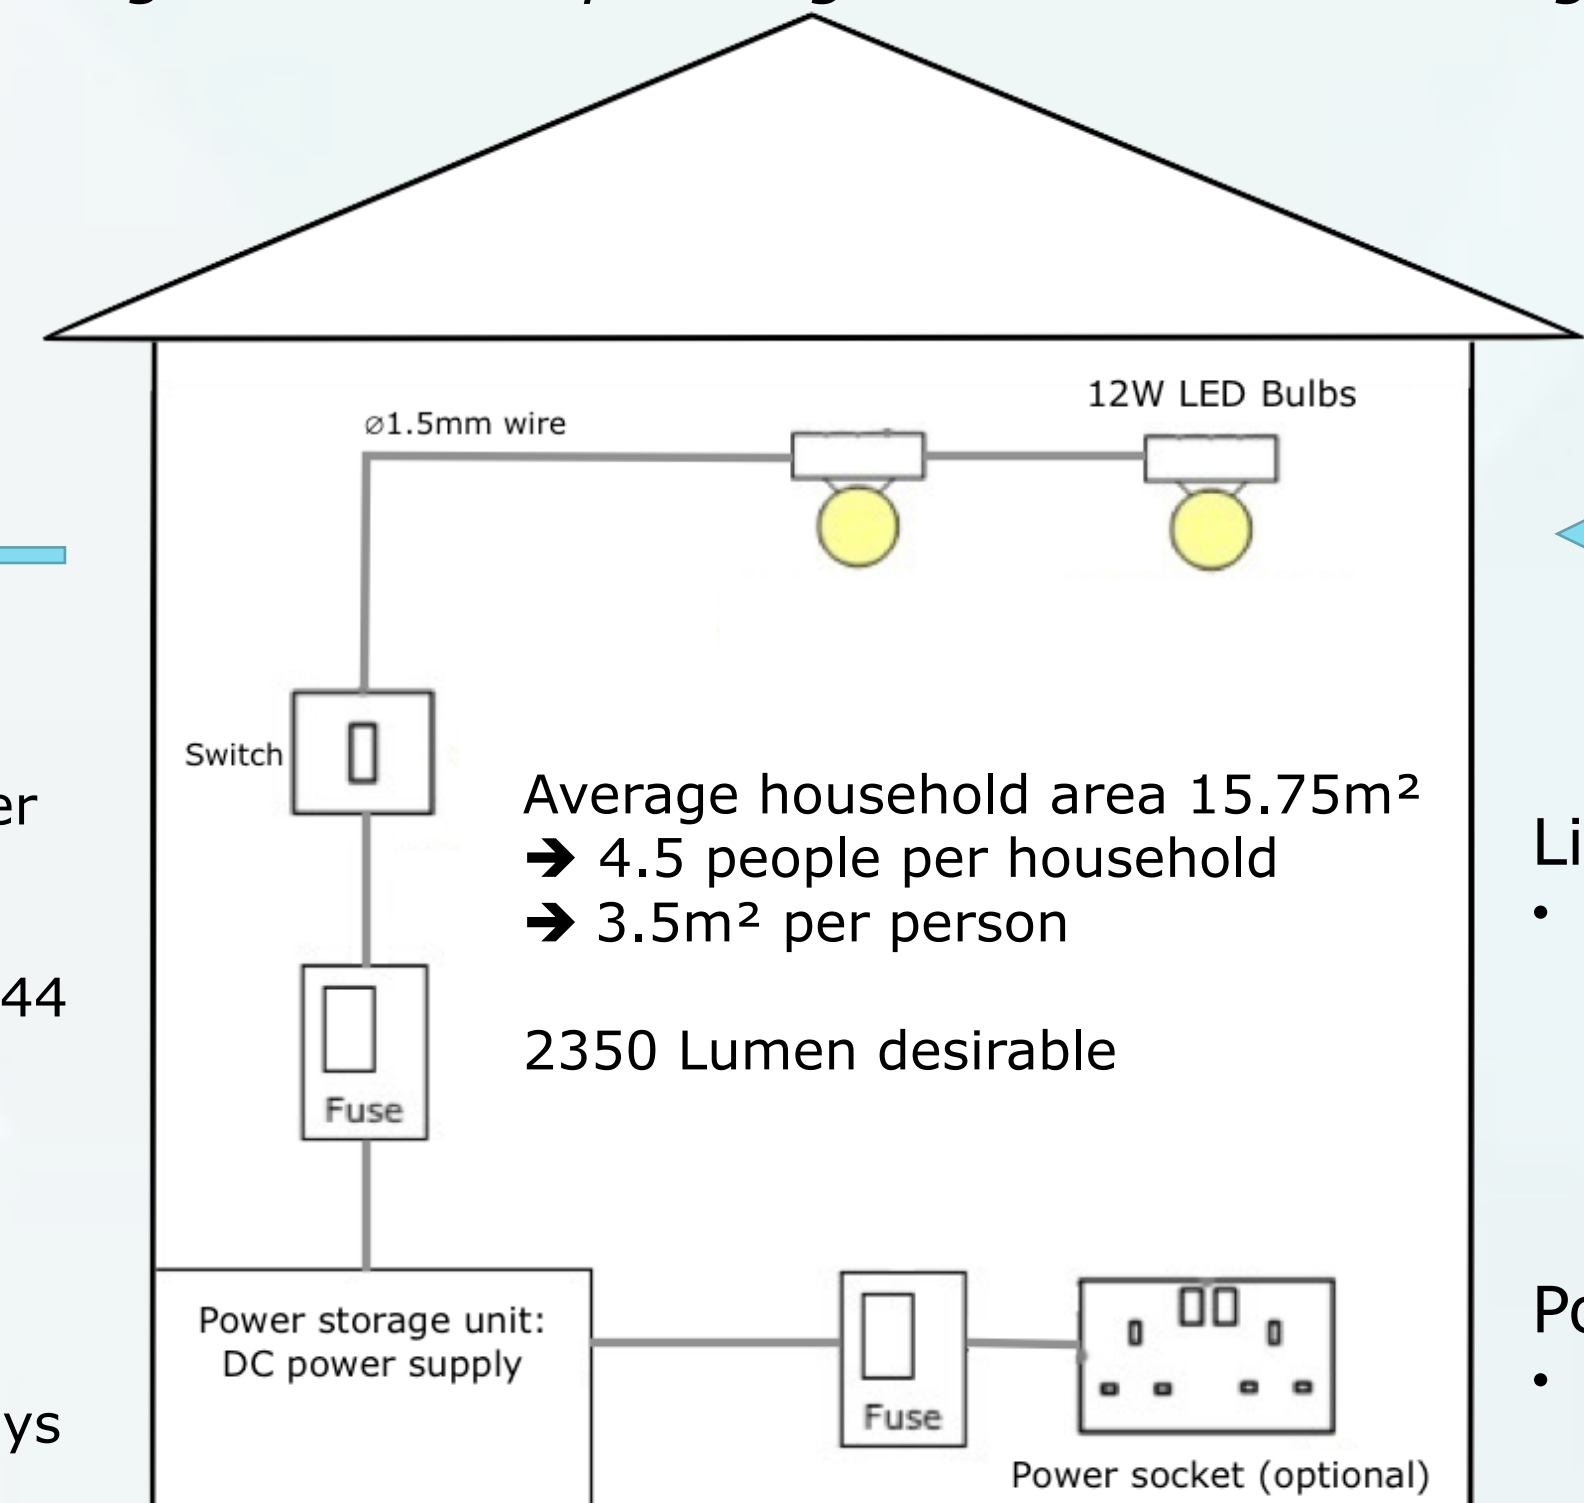 ⌀1.5mm wire
12W LED Bulbs
Switch
Average household area 15.75m²
➔ 4.5 people per household
➔ 3.5m² per person
2350 Lumen desirable
Fuse
Power storage unit:
DC power supply
Fuse
Power socket (optional)
er
44
ys
Li
•
Po
•